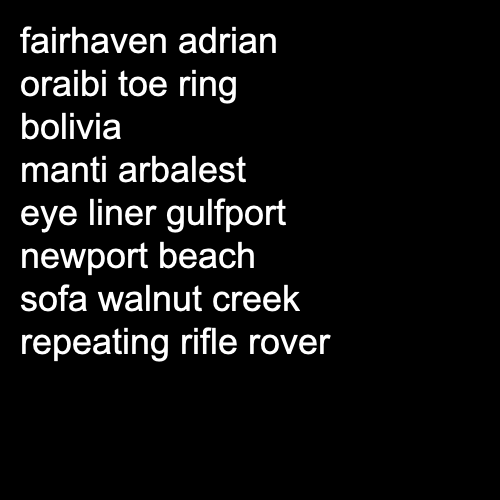 fairhaven adrian
oraibi toe ring
bolivia
manti arbalest
eye liner gulfport
newport beach
sofa walnut creek
repeating rifle rover